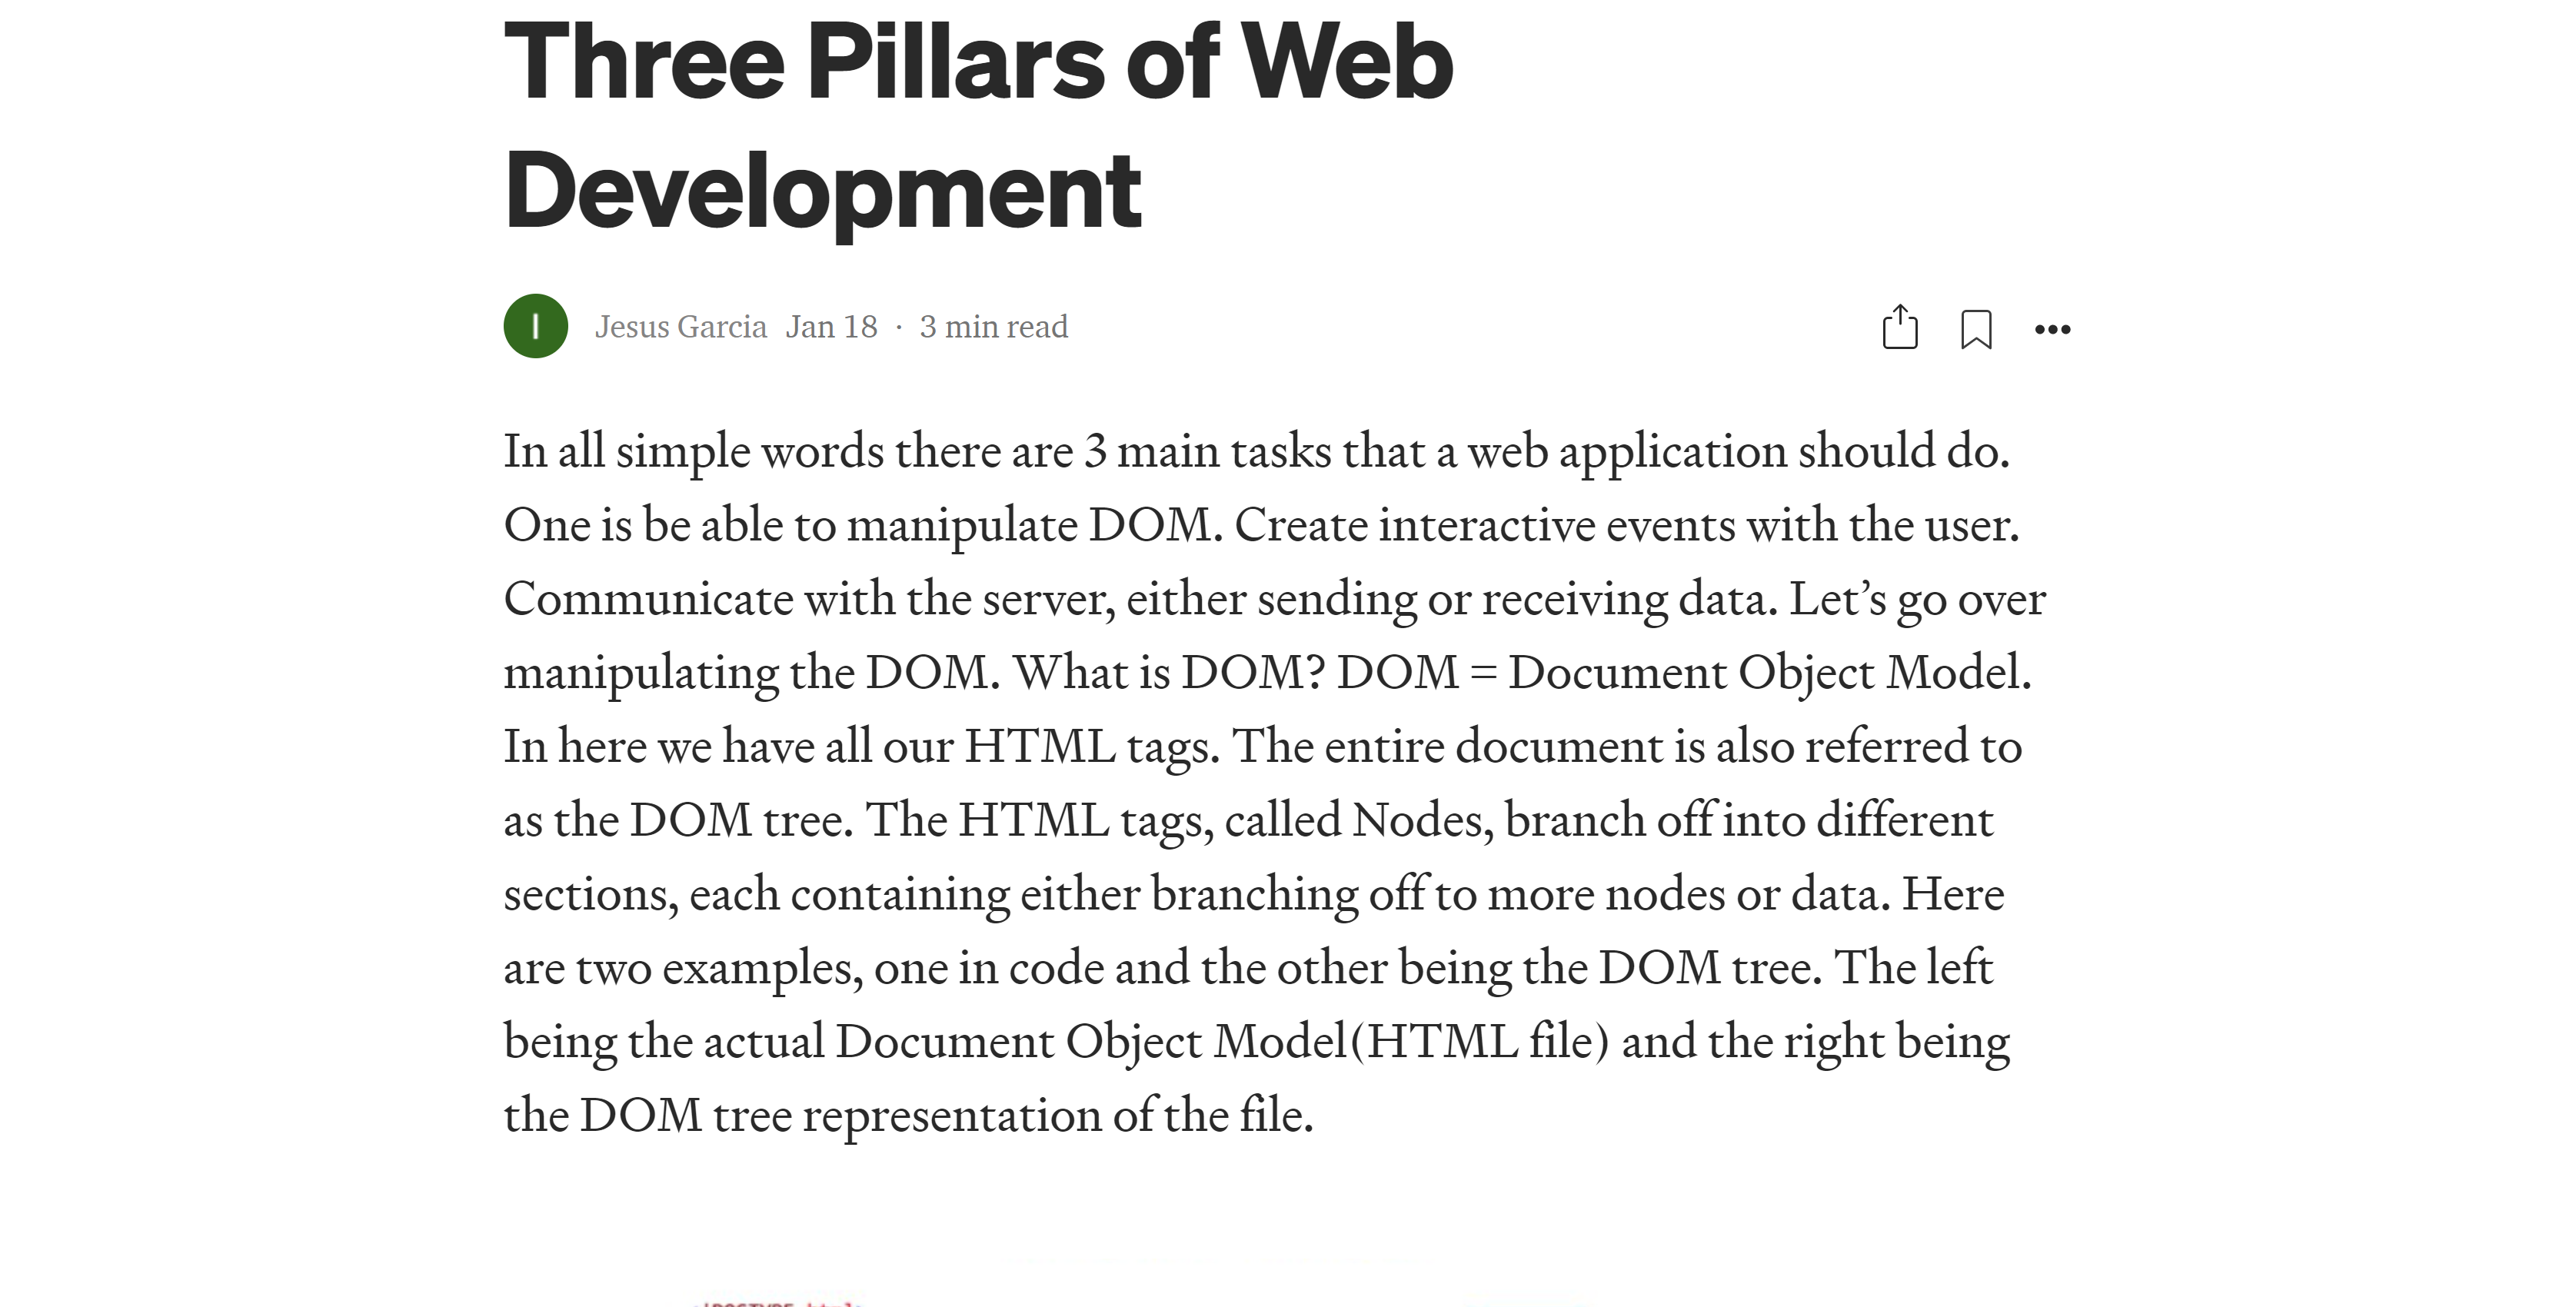 Three Pillars of Web
Development
Jesus Garcia Jan 18 · 3 min read
In all simple words there are 3 main tasks that a web application should do.
One is be able to manipulate DOM. Create interactive events with the user.
Communicate with the server, either sending or receiving data. Let’s go over
manipulating the DOM. What is DOM? DOM = Document Object Model.
In here we have all our HTML tags. The entire document is also referred to
as the DOM tree. The HTML tags, called Nodes, branch off into different
sections, each containing either branching off to more nodes or data. Here
are two examples, one in code and the other being the DOM tree. The left
being the actual Document Object Model(HTML file) and the right being
the DOM tree representation of the file.